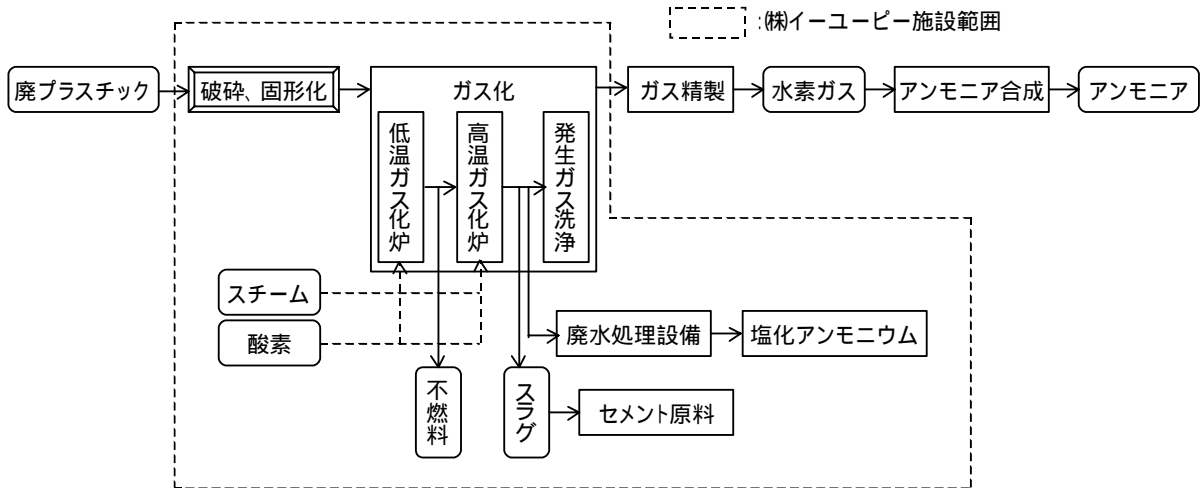 :㈱イーユーピー施設範囲
廃プラスチック
破砕、固形化
ガス化
ガス精製
水素ガス
アンモニア合成
アンモニア
低温ガス化炉
高温ガス化炉
発生ガス洗浄
スチーム
酸素
廃水処理設備
塩化アンモニウム
不燃料
スラグ
セメント原料